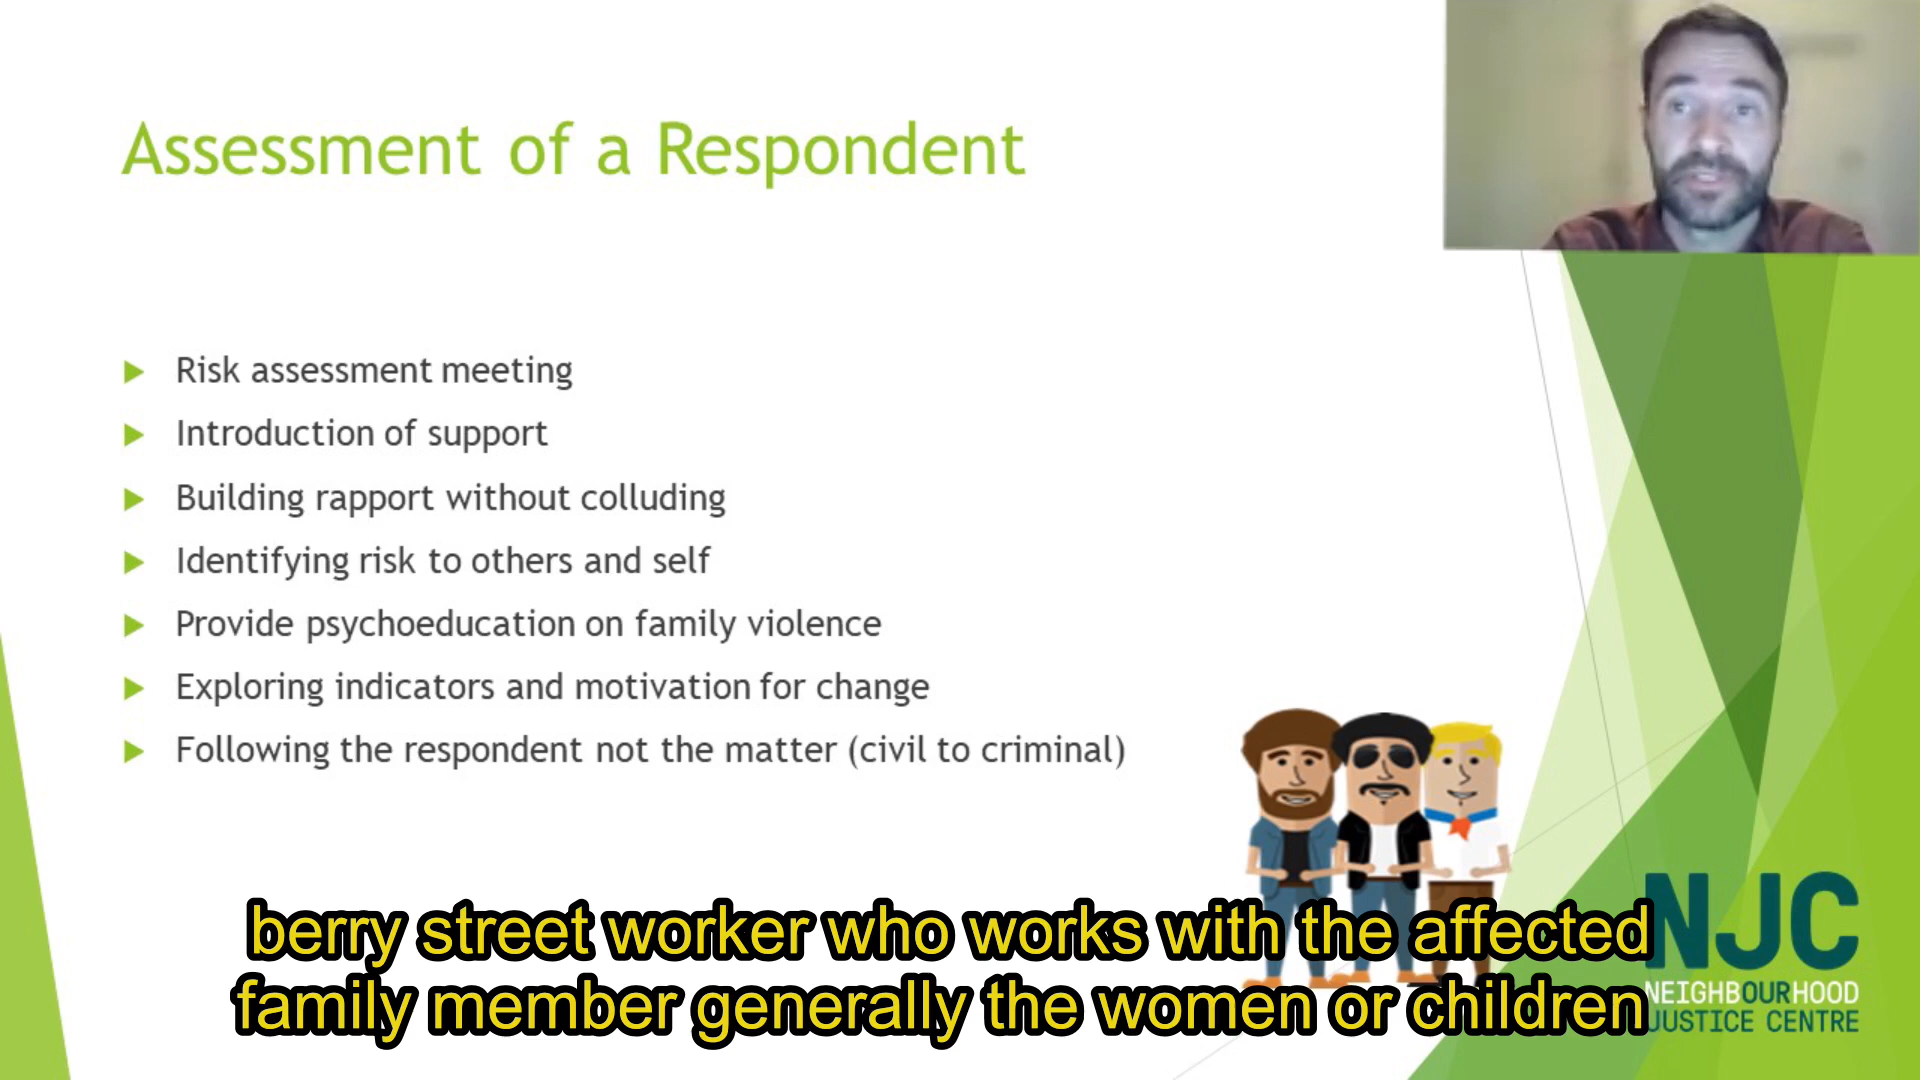 Assessment of a Respondent
Risk assessment meeting
Introduction of support
Building rapport without colluding
Identifying risk to others and self
Provide psychoeducation on family violence
Exploring indicators and motivation for change
Following the respondent not the matter (civil to criminal)
berry street worker who works with the affected
family member generally the women or children
NJC
NEIGHBOURHOOD
JUSTICE CENTRE